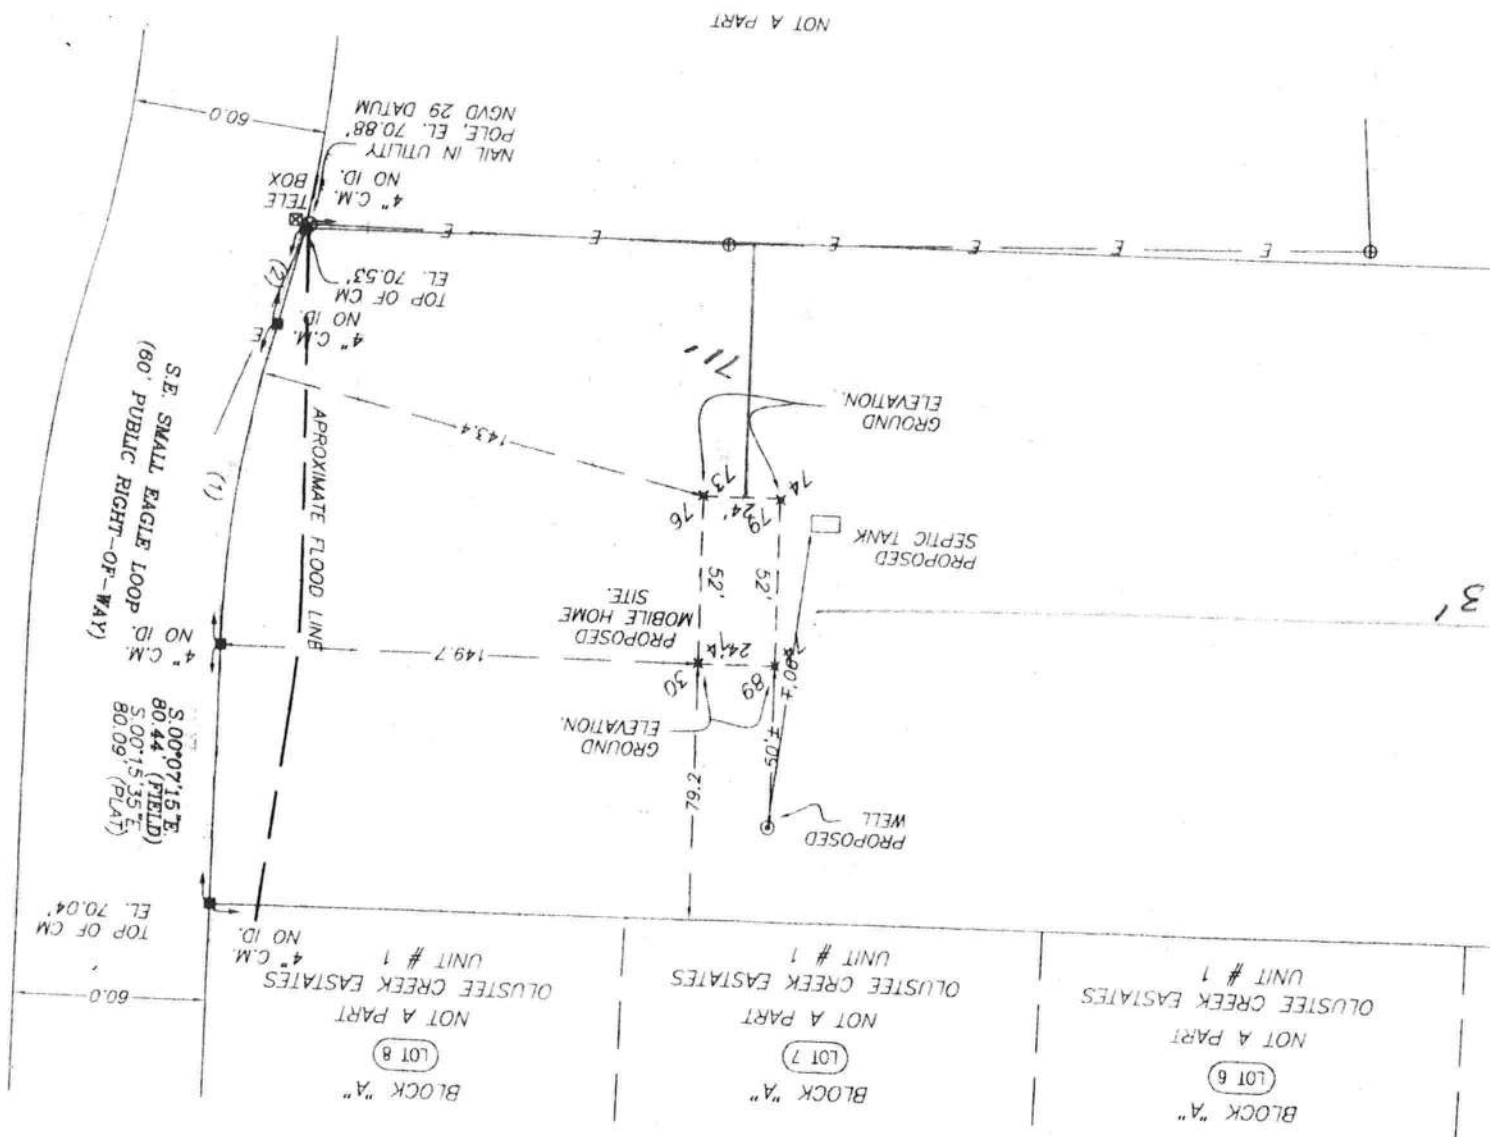 BLOCK "A"
LOT 6
NOT A PART
OLUSTEE CREEK EASTATES
UNIT # 1
BLOCK "A"
LOT 7
NOT A PART
OLUSTEE CREEK EASTATES
UNIT # 1
BLOCK "A"
LOT 8
NOT A PART
OLUSTEE CREEK EASTATES
UNIT # 1
60.0
4" C.M.
NO ID.
TOP OF CM
EL. 70.04'
PROPOSED
WELL
79.2
50.'±
S.00°07'15"E.
80.44' (FIELD)
S.00°15'35"E.
80.09' (PLAT)
GROUND
ELEVATION.
89
30
24'
149.7
4" C.M.
NO ID.
PROPOSED
MOBILE HOME
SITE.
3'
52'
52'
PROPOSED
SEPTIC TANK
APROXIMATE FLOOD LINE
S.E. SMALL EAGLE LOOP
(60' PUBLIC RIGHT-OF-WAY)
79
24'
76
74
73
(1)
143.4
GROUND
ELEVATION.
71'
4" C.M.
NO ID.
E
TOP OF CM
EL. 70.53'
(2)
E
E
E
E
E
E
TELE
BOX
4" C.M.
NO ID.
NAIL IN UTILITY
POLE, EL. 70.88'
NGVD 29 DATUM
60.0
NOT A PART